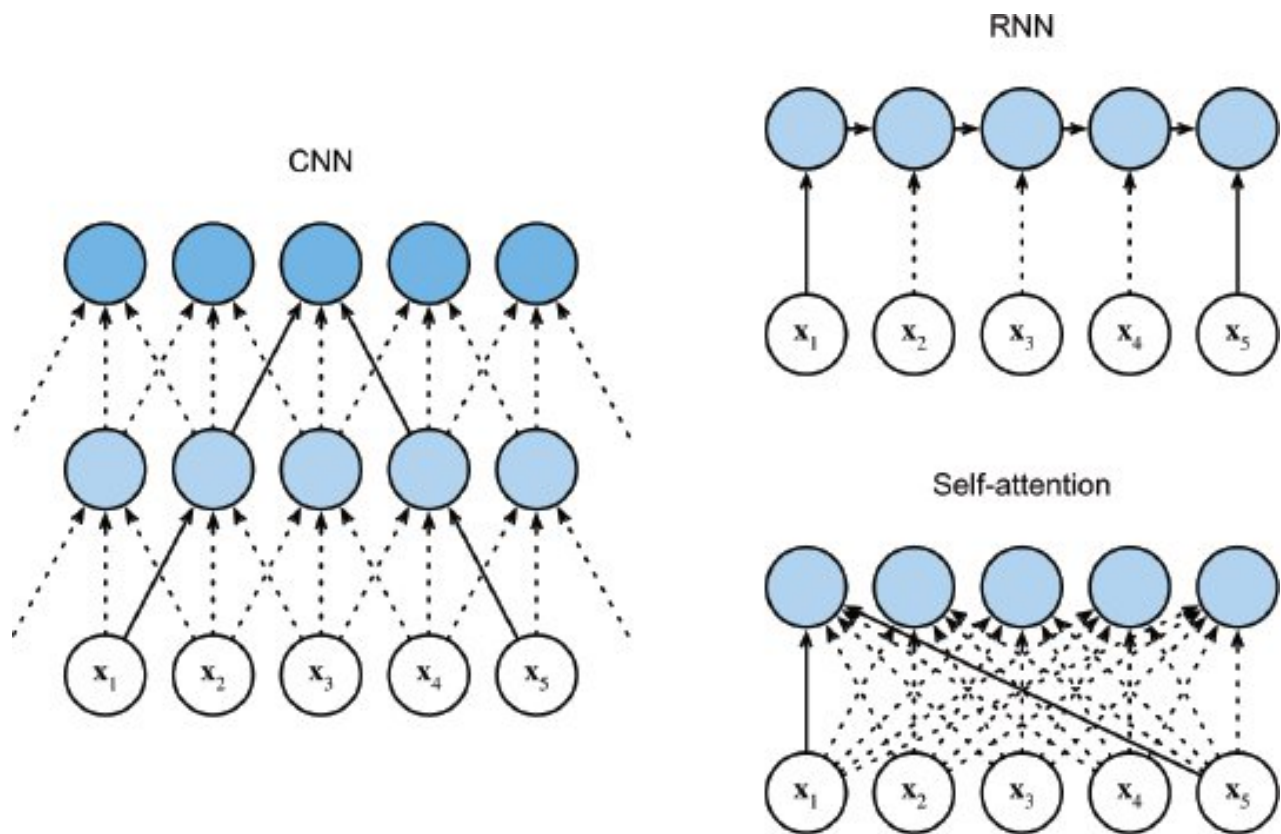 CNN
x₁ x₂ x₃ x₄ x₅
RNN
x₁ x₂ x₃ x₄ x₅
Self-attention
x₁ x₂ x₃ x₄ x₅